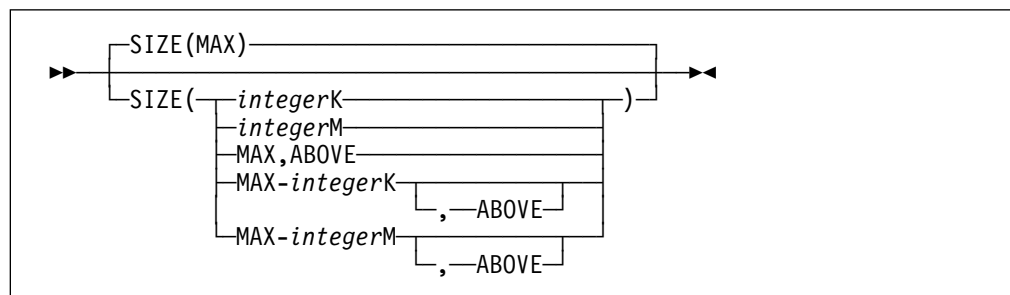 SIZE(MAX)
SIZE( integerK )
integerM
MAX,ABOVE
MAX-integerK
, ABOVE
MAX-integerM
, ABOVE